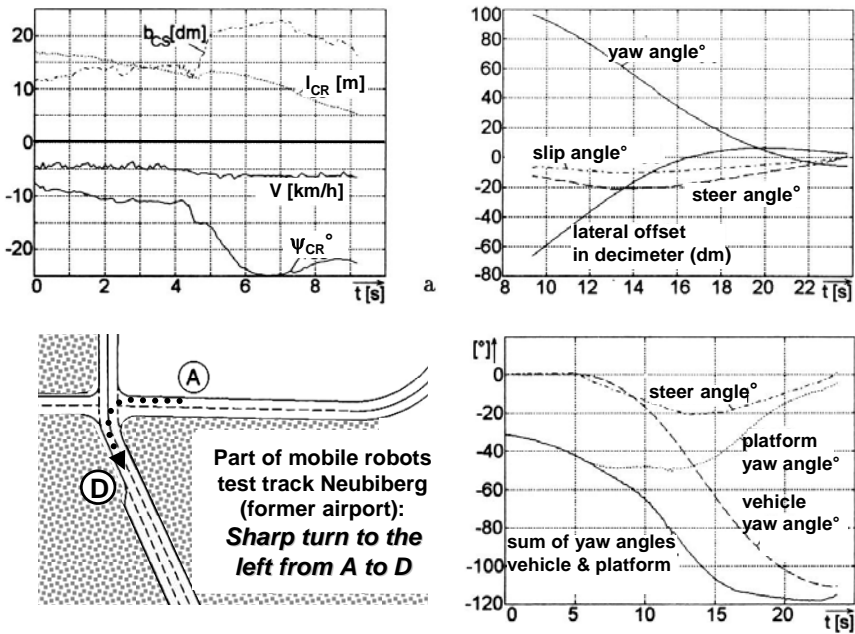 20
10
0
-10
-20
b_CS [dm]
l_CR [m]
V [km/h]
ψ_CR°
0 2 4 6 8
t [s]
a
100
80
60
40
20
0
-20
-40
-60
80
yaw angle°
slip angle°
steer angle°
lateral offset
in decimeter (dm)
8 10 12 14 16 18 20 22
t [s]
A
D
Part of mobile robots
test track Neubiberg
(former airport):
Sharp turn to the
left from A to D
[°]
0
-20
-40
-60
-80
-100
-120
steer angle°
platform
yaw angle°
vehicle
yaw angle°
sum of yaw angles
vehicle & platform
0 5 10 15 20
t [s]